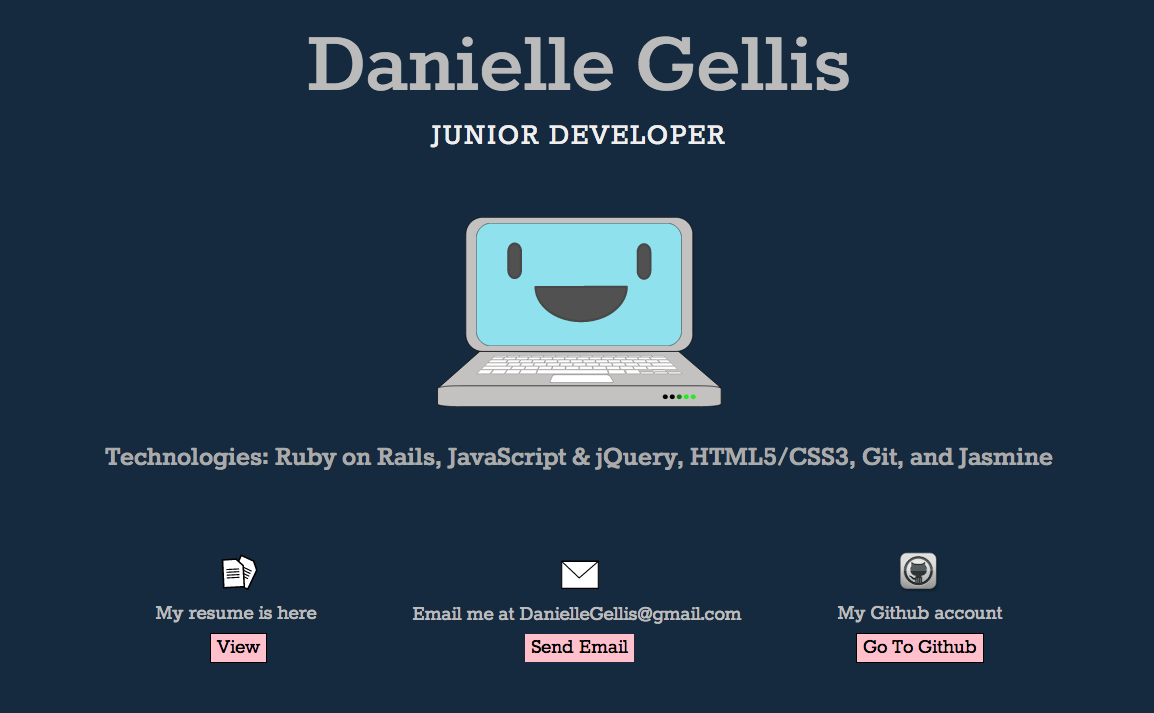 Danielle Gellis
JUNIOR DEVELOPER
Technologies: Ruby on Rails, JavaScript & jQuery, HTML5/CSS3, Git, and Jasmine
My resume is here
View
Email me at DanielleGellis@gmail.com
Send Email
My Github account
Go To Github